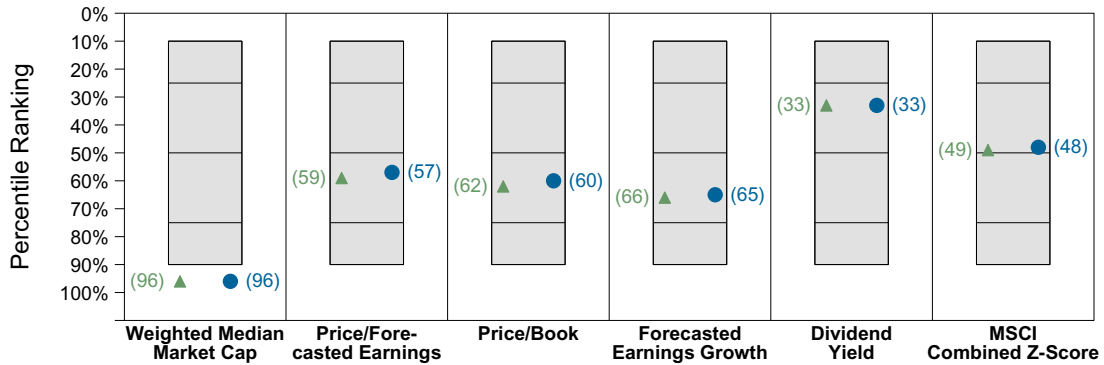 Percentile Ranking
0%
10%
20%
30%
40%
50%
60%
70%
80%
90%
100%
(96)
(96)
(59)
(57)
(62)
(60)
(66)
(65)
(33)
(33)
(49)
(48)
Weighted Median
Market Cap
Price/Fore-
casted Earnings
Price/Book
Forecasted
Earnings Growth
Dividend
Yield
MSCI
Combined Z-Score